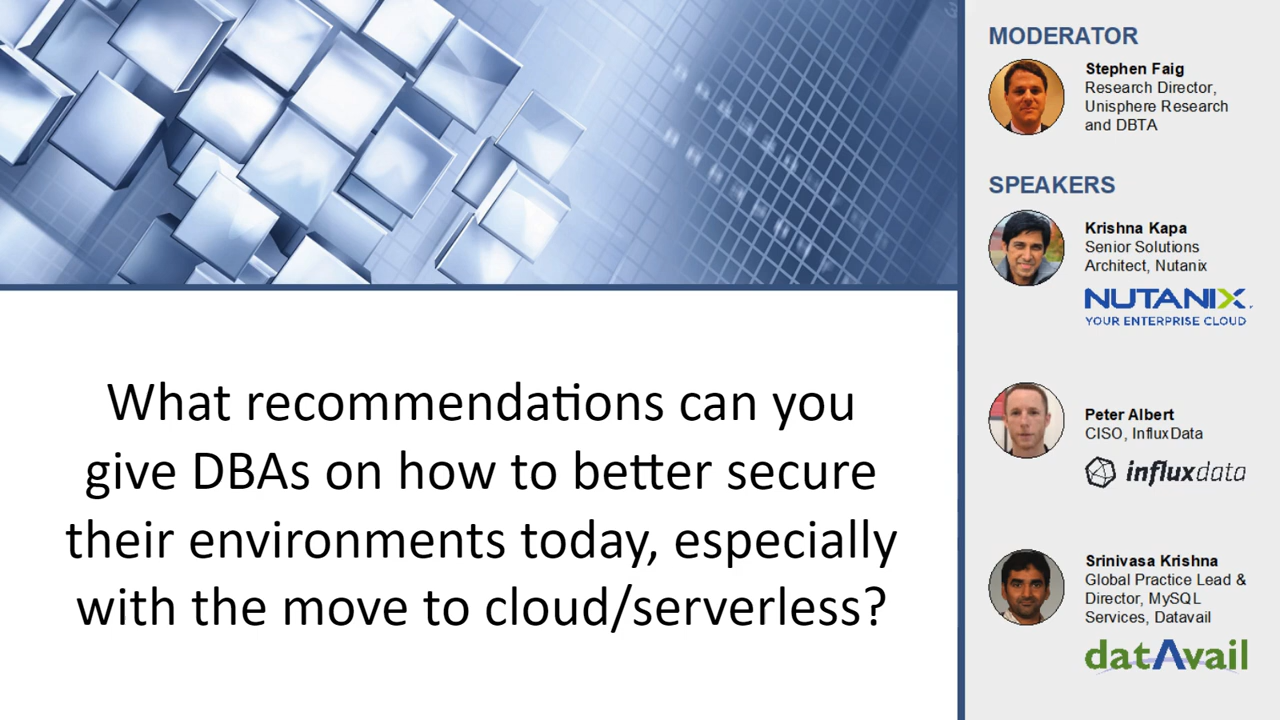 What recommendations can you
give DBAs on how to better secure
their environments today, especially
with the move to cloud/serverless?
MODERATOR
Stephen Faig
Research Director,
Unisphere Research
and DBTA
SPEAKERS
Krishna Kapa
Senior Solutions
Architect, Nutanix
NUTANIX
YOUR ENTERPRISE CLOUD
Peter Albert
CISO, InfluxData
influxdata
Srinivasa Krishna
Global Practice Lead &
Director, MySQL
Services, Datavail
datAvail